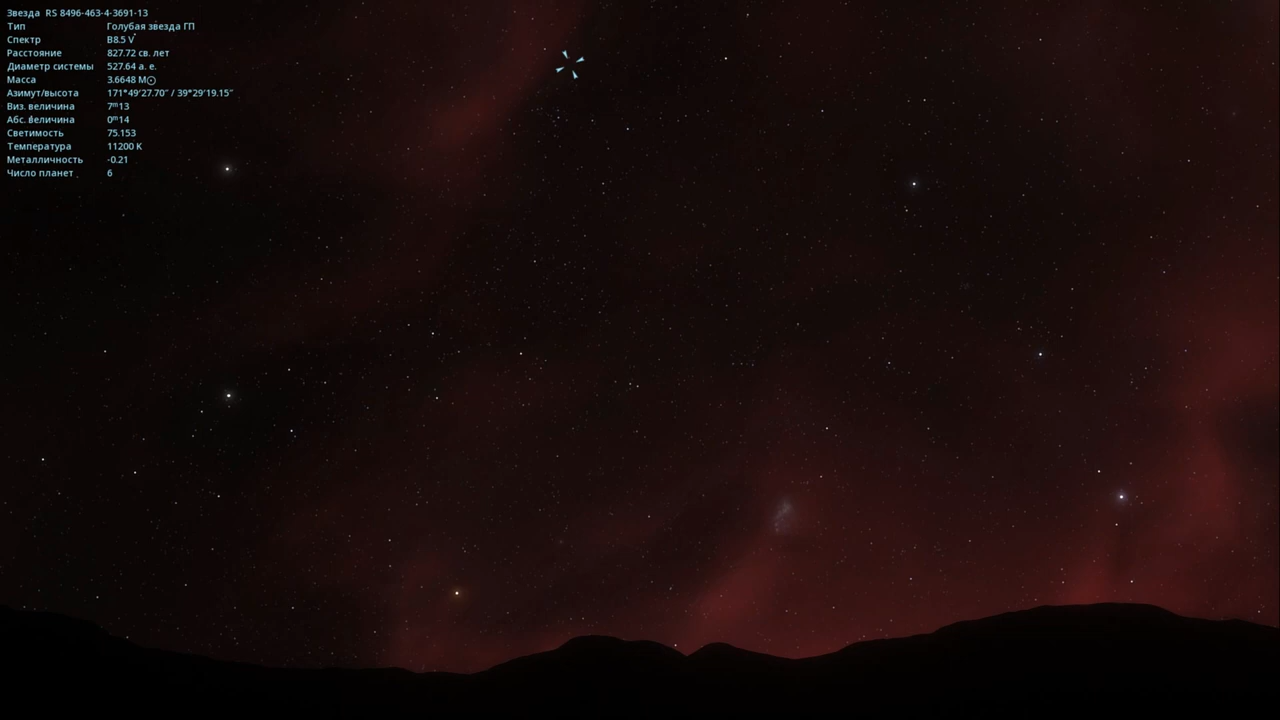 Звезда RS 8496-463-4-3691-13
Тип Голубая звезда ГП
Спектр B8.5 V
Расстояние 827.72 св. лет
Диаметр системы 527.64 а. е.
Масса 3.6648 M☉
Азимут/высота 171°49′27.70″ / 39°29′19.15″
Виз. величина 7ᵐ13
Абс. величина 0ᵐ14
Светимость 75.153
Температура 11200 K
Металличность -0.21
Число планет 6